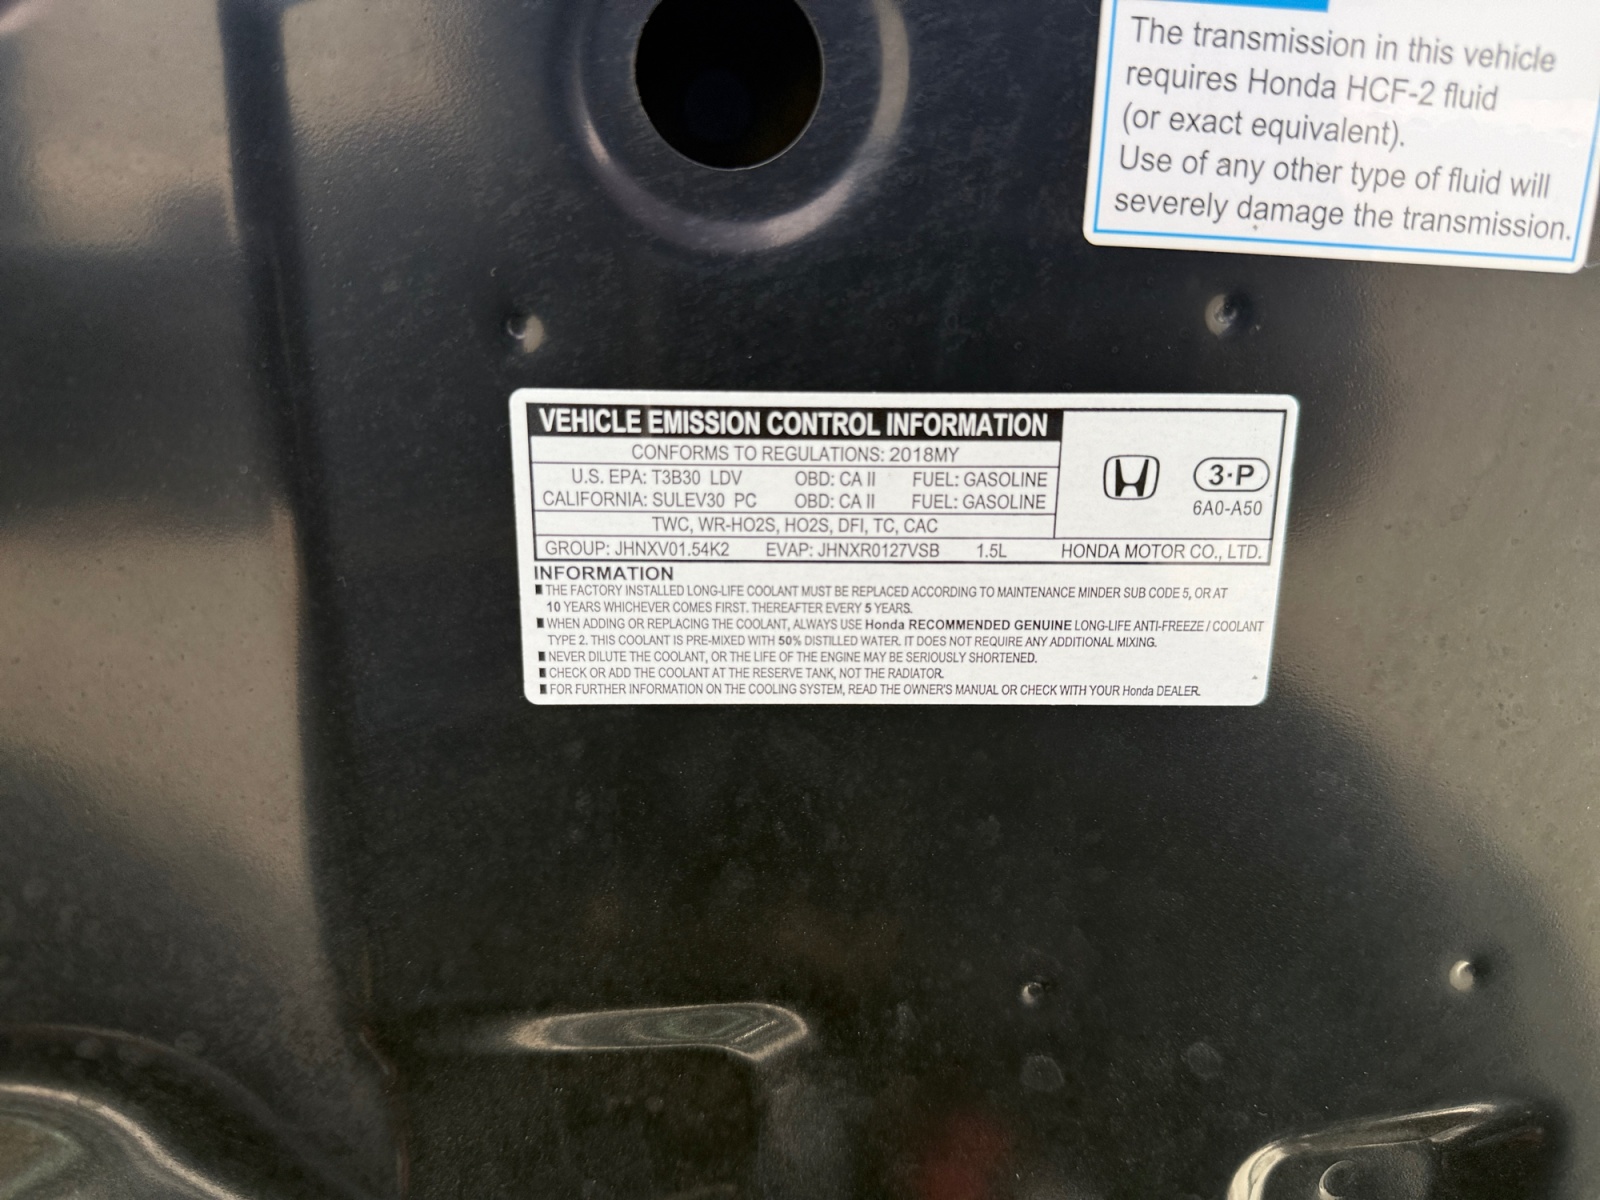 The transmission in this vehicle
requires Honda HCF-2 fluid
(or exact equivalent).
Use of any other type of fluid will
severely damage the transmission.
VEHICLE EMISSION CONTROL INFORMATION
CONFORMS TO REGULATIONS: 2018MY
U.S. EPA: T3B30 LDV OBD: CA II FUEL: GASOLINE
CALIFORNIA: SULEV30 PC OBD: CA II FUEL: GASOLINE
TWC, WR-HO2S, HO2S, DFI, TC, CAC
3·P
6A0-A50
GROUP: JHNXV01.54K2 EVAP: JHNXR0127VSB 1.5L HONDA MOTOR CO., LTD.
INFORMATION
■ THE FACTORY INSTALLED LONG-LIFE COOLANT MUST BE REPLACED ACCORDING TO MAINTENANCE MINDER SUB CODE 5, OR AT
10 YEARS WHICHEVER COMES FIRST. THEREAFTER EVERY 5 YEARS.
■ WHEN ADDING OR REPLACING THE COOLANT, ALWAYS USE Honda RECOMMENDED GENUINE LONG-LIFE ANTI-FREEZE / COOLANT
TYPE 2. THIS COOLANT IS PRE-MIXED WITH 50% DISTILLED WATER. IT DOES NOT REQUIRE ANY ADDITIONAL MIXING.
■ NEVER DILUTE THE COOLANT, OR THE LIFE OF THE ENGINE MAY BE SERIOUSLY SHORTENED.
■ CHECK OR ADD THE COOLANT AT THE RESERVE TANK, NOT THE RADIATOR.
■ FOR FURTHER INFORMATION ON THE COOLING SYSTEM, READ THE OWNER'S MANUAL OR CHECK WITH YOUR Honda DEALER.